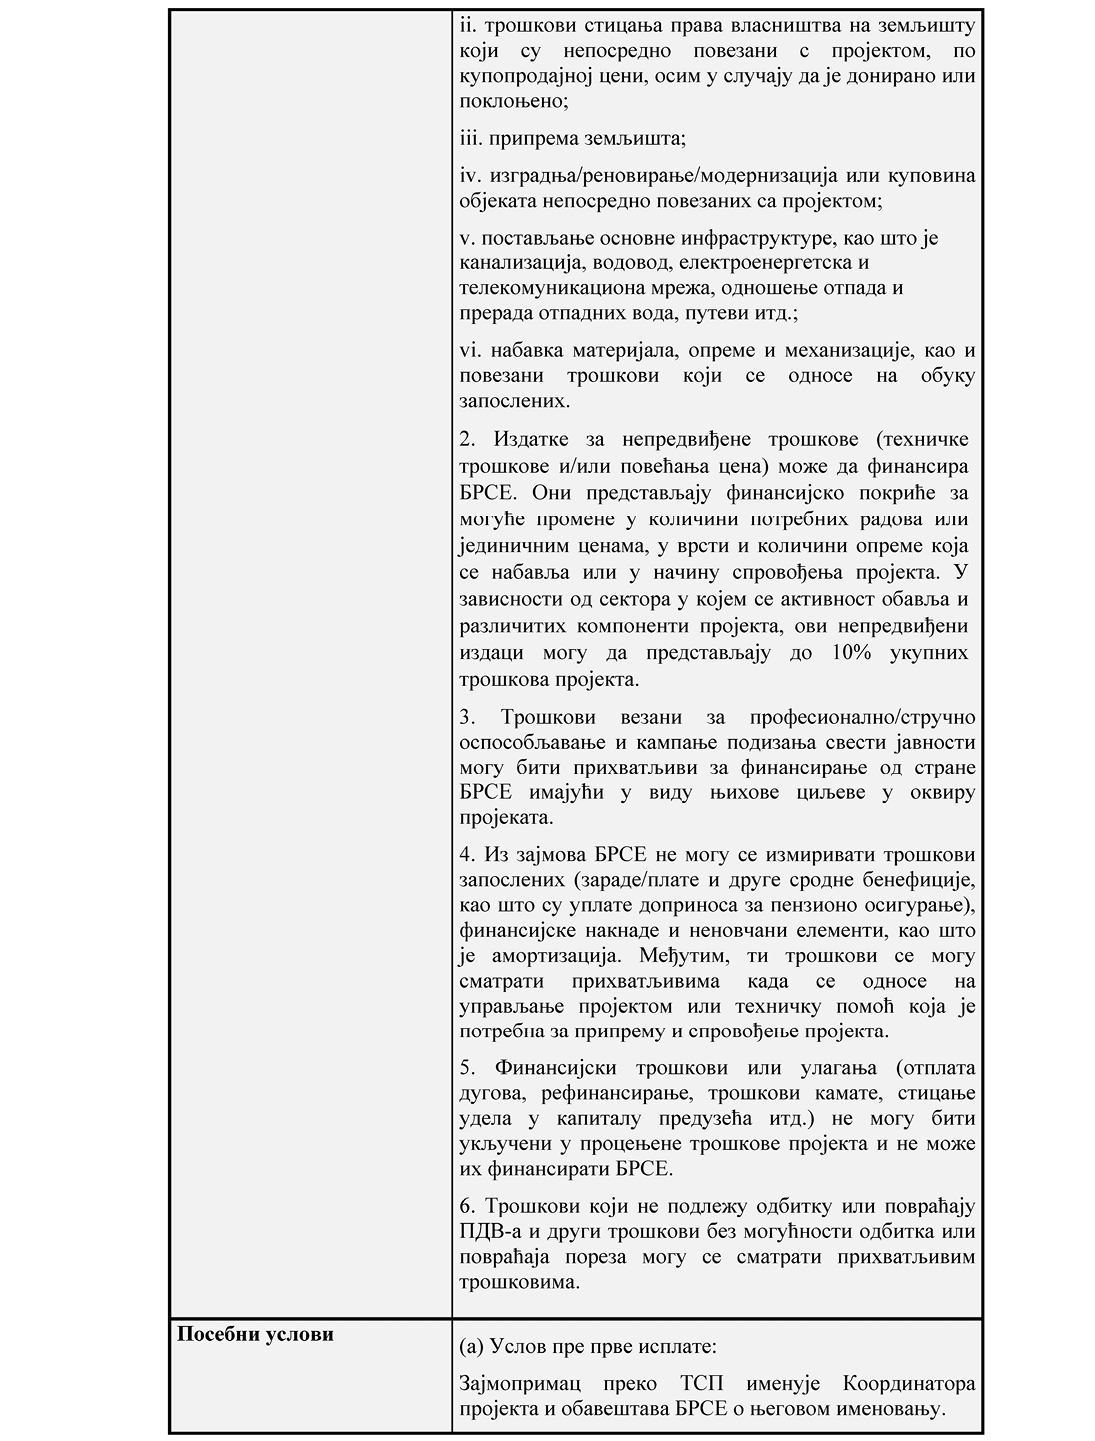 ii. трошкови стицања права власништва на земљишту
који су непосредно повезани с пројектом, по
купопродајној цени, осим у случају да је донирано или
поклоњено;
iii. припрема земљишта;
iv. изградња/реновирање/модернизација или куповина
објеката непосредно повезаних са пројектом;
v. постављање основне инфраструктуре, као што је
канализација, водовод, електроенергетска и
телекомуникациона мрежа, одношење отпада и
прерада отпадних вода, путеви итд.;
vi. набавка материјала, опреме и механизације, као и
повезани трошкови који се односе на обуку
запослених.
2. Издатке за непредвиђене трошкове (техничке
трошкове и/или повећања цена) може да финансира
БРСЕ. Они представљају финансијско покриће за
могуће промене у количини потребних радова или
јединичним ценама, у врсти и количини опреме која
се набавља или у начину спровођења пројекта. У
зависности од сектора у којем се активност обавља и
различитих компоненти пројекта, ови непредвиђени
издаци могу да представљају до 10% укупних
трошкова пројекта.
3. Трошкови везани за професионално/стручно
оспособљавање и кампање подизања свести јавности
могу бити прихватљиви за финансирање од стране
БРСЕ имајући у виду њихове циљеве у оквиру
пројеката.
4. Из зајмова БРСЕ не могу се измиривати трошкови
запослених (зараде/плате и друге сродне бенефиције,
као што су уплате доприноса за пензионо осигурање),
финансијске накнаде и неновчани елементи, као што
је амортизација. Међутим, ти трошкови се могу
сматрати прихватљивима када се односе на
управљање пројектом или техничку помоћ која је
потребна за припрему и спровођење пројекта.
5. Финансијски трошкови или улагања (отплата
дугова, рефинансирање, трошкови камате, стицање
удела у капиталу предузећа итд.) не могу бити
укључени у процењене трошкове пројекта и не може
их финансирати БРСЕ.
6. Трошкови који не подлежу одбитку или повраћају
ПДВ-а и други трошкови без могућности одбитка или
повраћаја пореза могу се сматрати прихватљивим
трошковима.
Посебни услови
(а) Услов пре прве исплате:
Зајмопримац преко ТСП именује Координатора
пројекта и обавештава БРСЕ о његовом именовању.